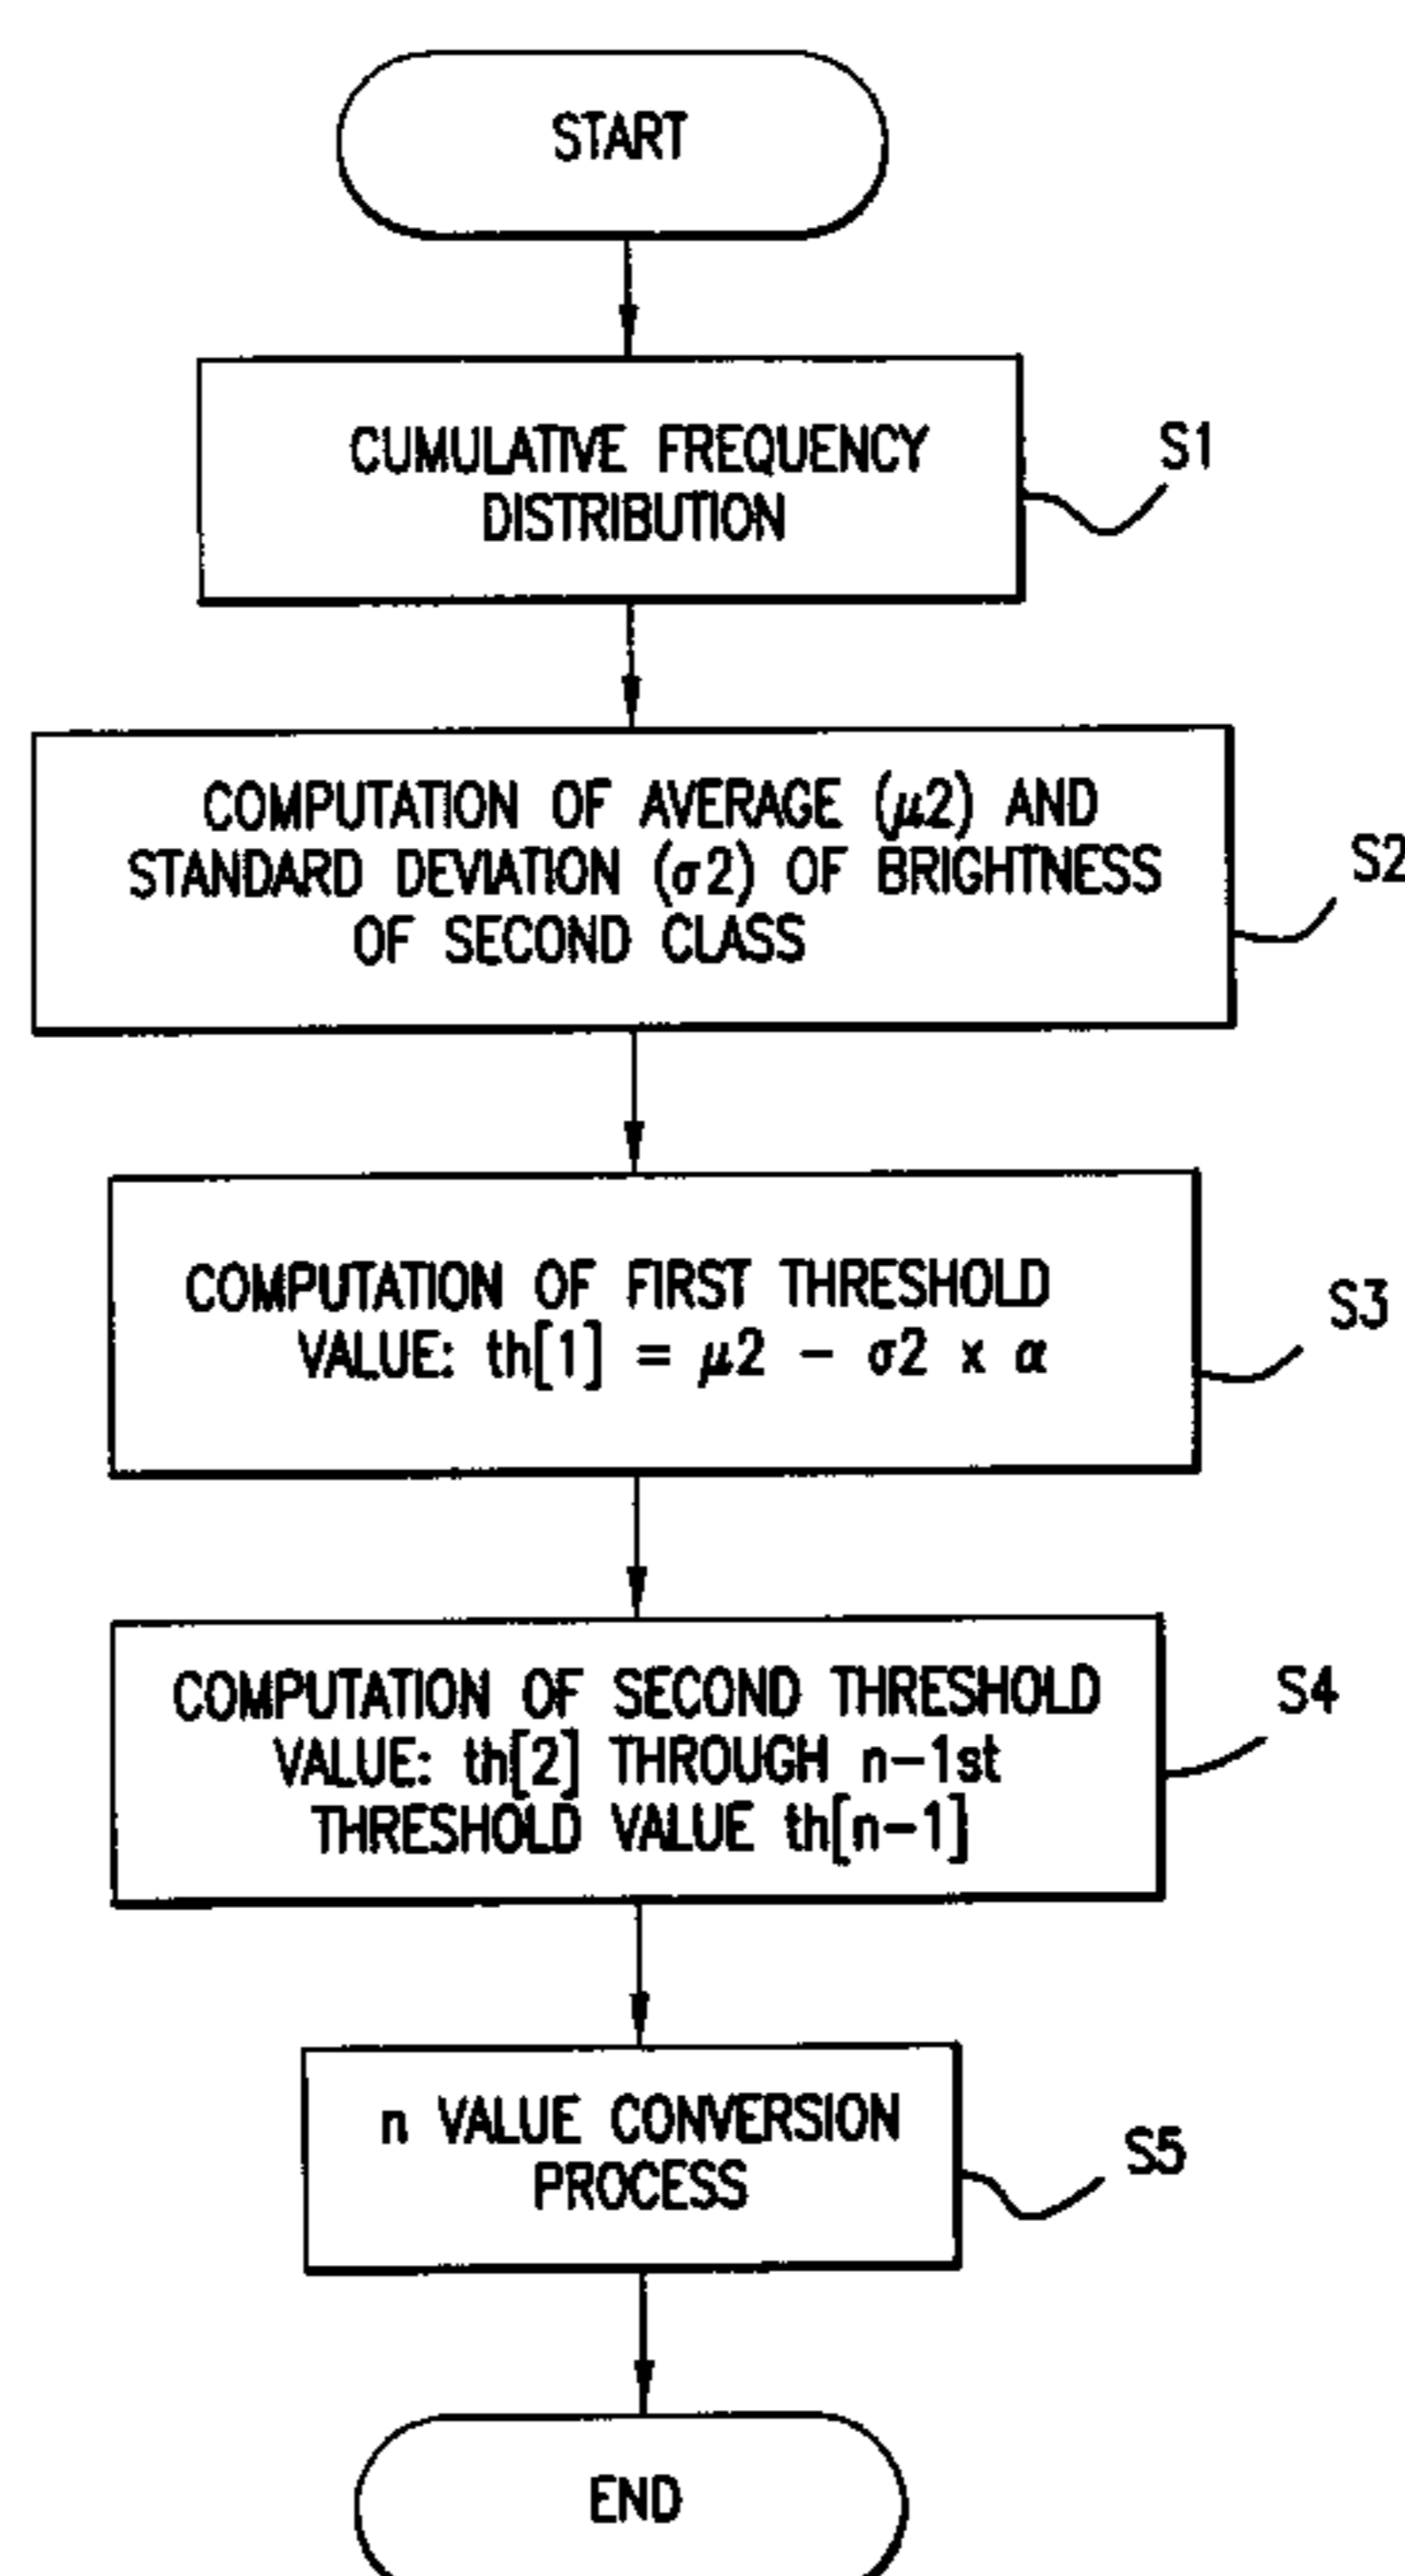 START
CUMULATIVE FREQUENCY
DISTRIBUTION
S1
COMPUTATION OF AVERAGE (μ2) AND
STANDARD DEVIATION (σ2) OF BRIGHTNESS
OF SECOND CLASS
S2
COMPUTATION OF FIRST THRESHOLD
VALUE: th[1] = μ2 - σ2 x α
S3
COMPUTATION OF SECOND THRESHOLD
VALUE: th[2] THROUGH n-1st
THRESHOLD VALUE th[n-1]
S4
n VALUE CONVERSION
PROCESS
S5
END